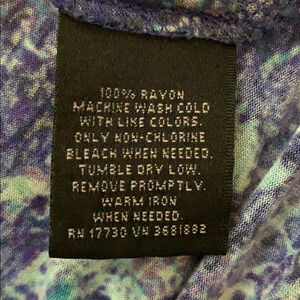 100% RAYON
MACHINE WASH COLD
WITH LIKE COLORS.
ONLY NON-CHLORINE
BLEACH WHEN NEEDED.
TUMBLE DRY LOW.
REMOVE PROMPTLY.
WARM IRON
WHEN NEEDED.
RN 17730 VN 3681882